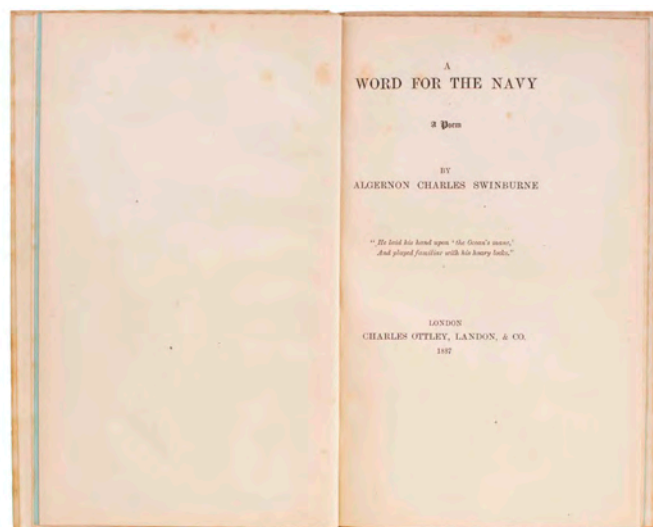 A
WORD FOR THE NAVY
A Poem
BY
ALGERNON CHARLES SWINBURNE
"He laid his hand upon 'the Ocean's mane,'
And played familiar with his hoary locks."
LONDON
CHARLES OTTLEY, LANDON, & CO.
1887